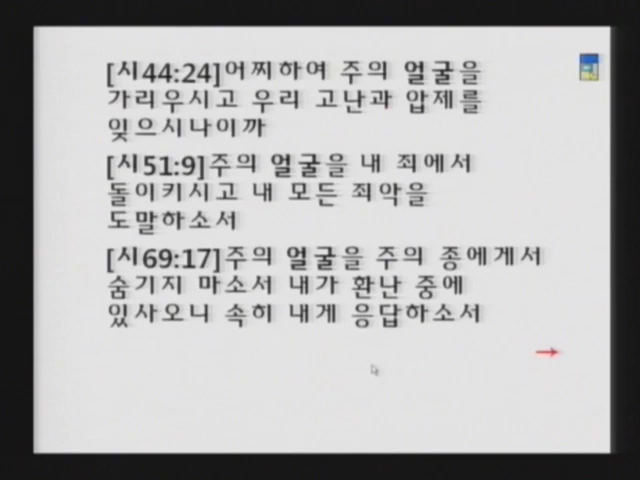 [시44:24]어찌하여 주의 얼굴을
가리우시고 우리 고난과 압제를
잊으시나이까
[시51:9]주의 얼굴을 내 죄에서
돌이키시고 내 모든 죄악을
도말하소서
[시69:17]주의 얼굴을 주의 종에게서
숨기지 마소서 내가 환난 중에
있사오니 속히 내게 응답하소서